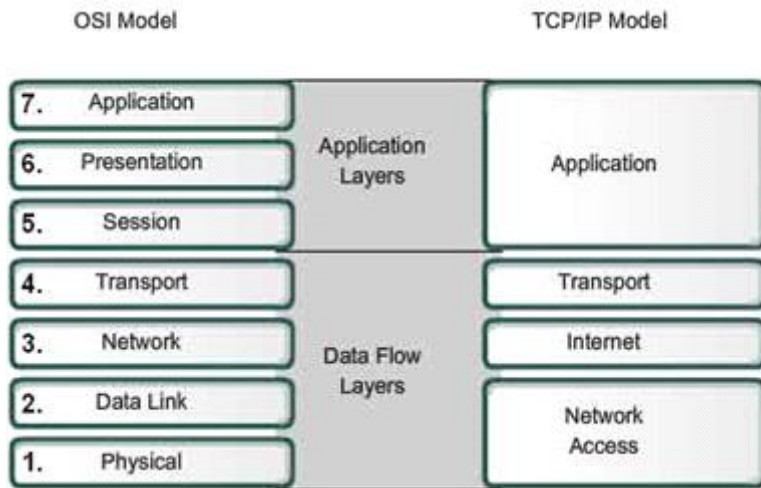 OSI Model
TCP/IP Model
7. Application
6. Presentation
5. Session
4. Transport
3. Network
2. Data Link
1. Physical
Application
Layers
Data Flow
Layers
Application
Transport
Internet
Network
Access